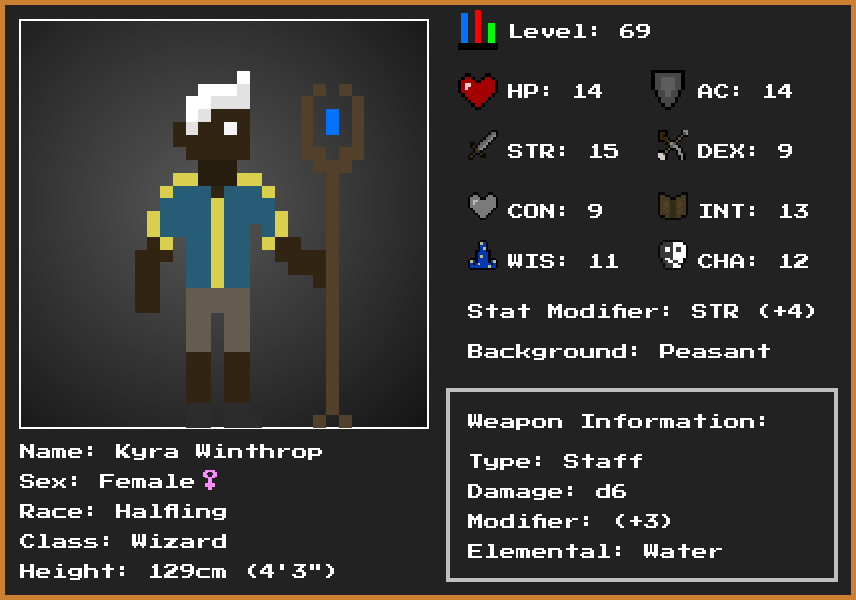 Level: 69
HP: 14
AC: 14
STR: 15
DEX: 9
CON: 9
INT: 13
WIS: 11
CHA: 12
Stat Modifier: STR (+4)
Background: Peasant
Weapon Information:
Type: Staff
Damage: d6
Modifier: (+3)
Elemental: Water
Name: Kyra Winthrop
Sex: Female♀
Race: Halfling
Class: Wizard
Height: 129cm (4'3")